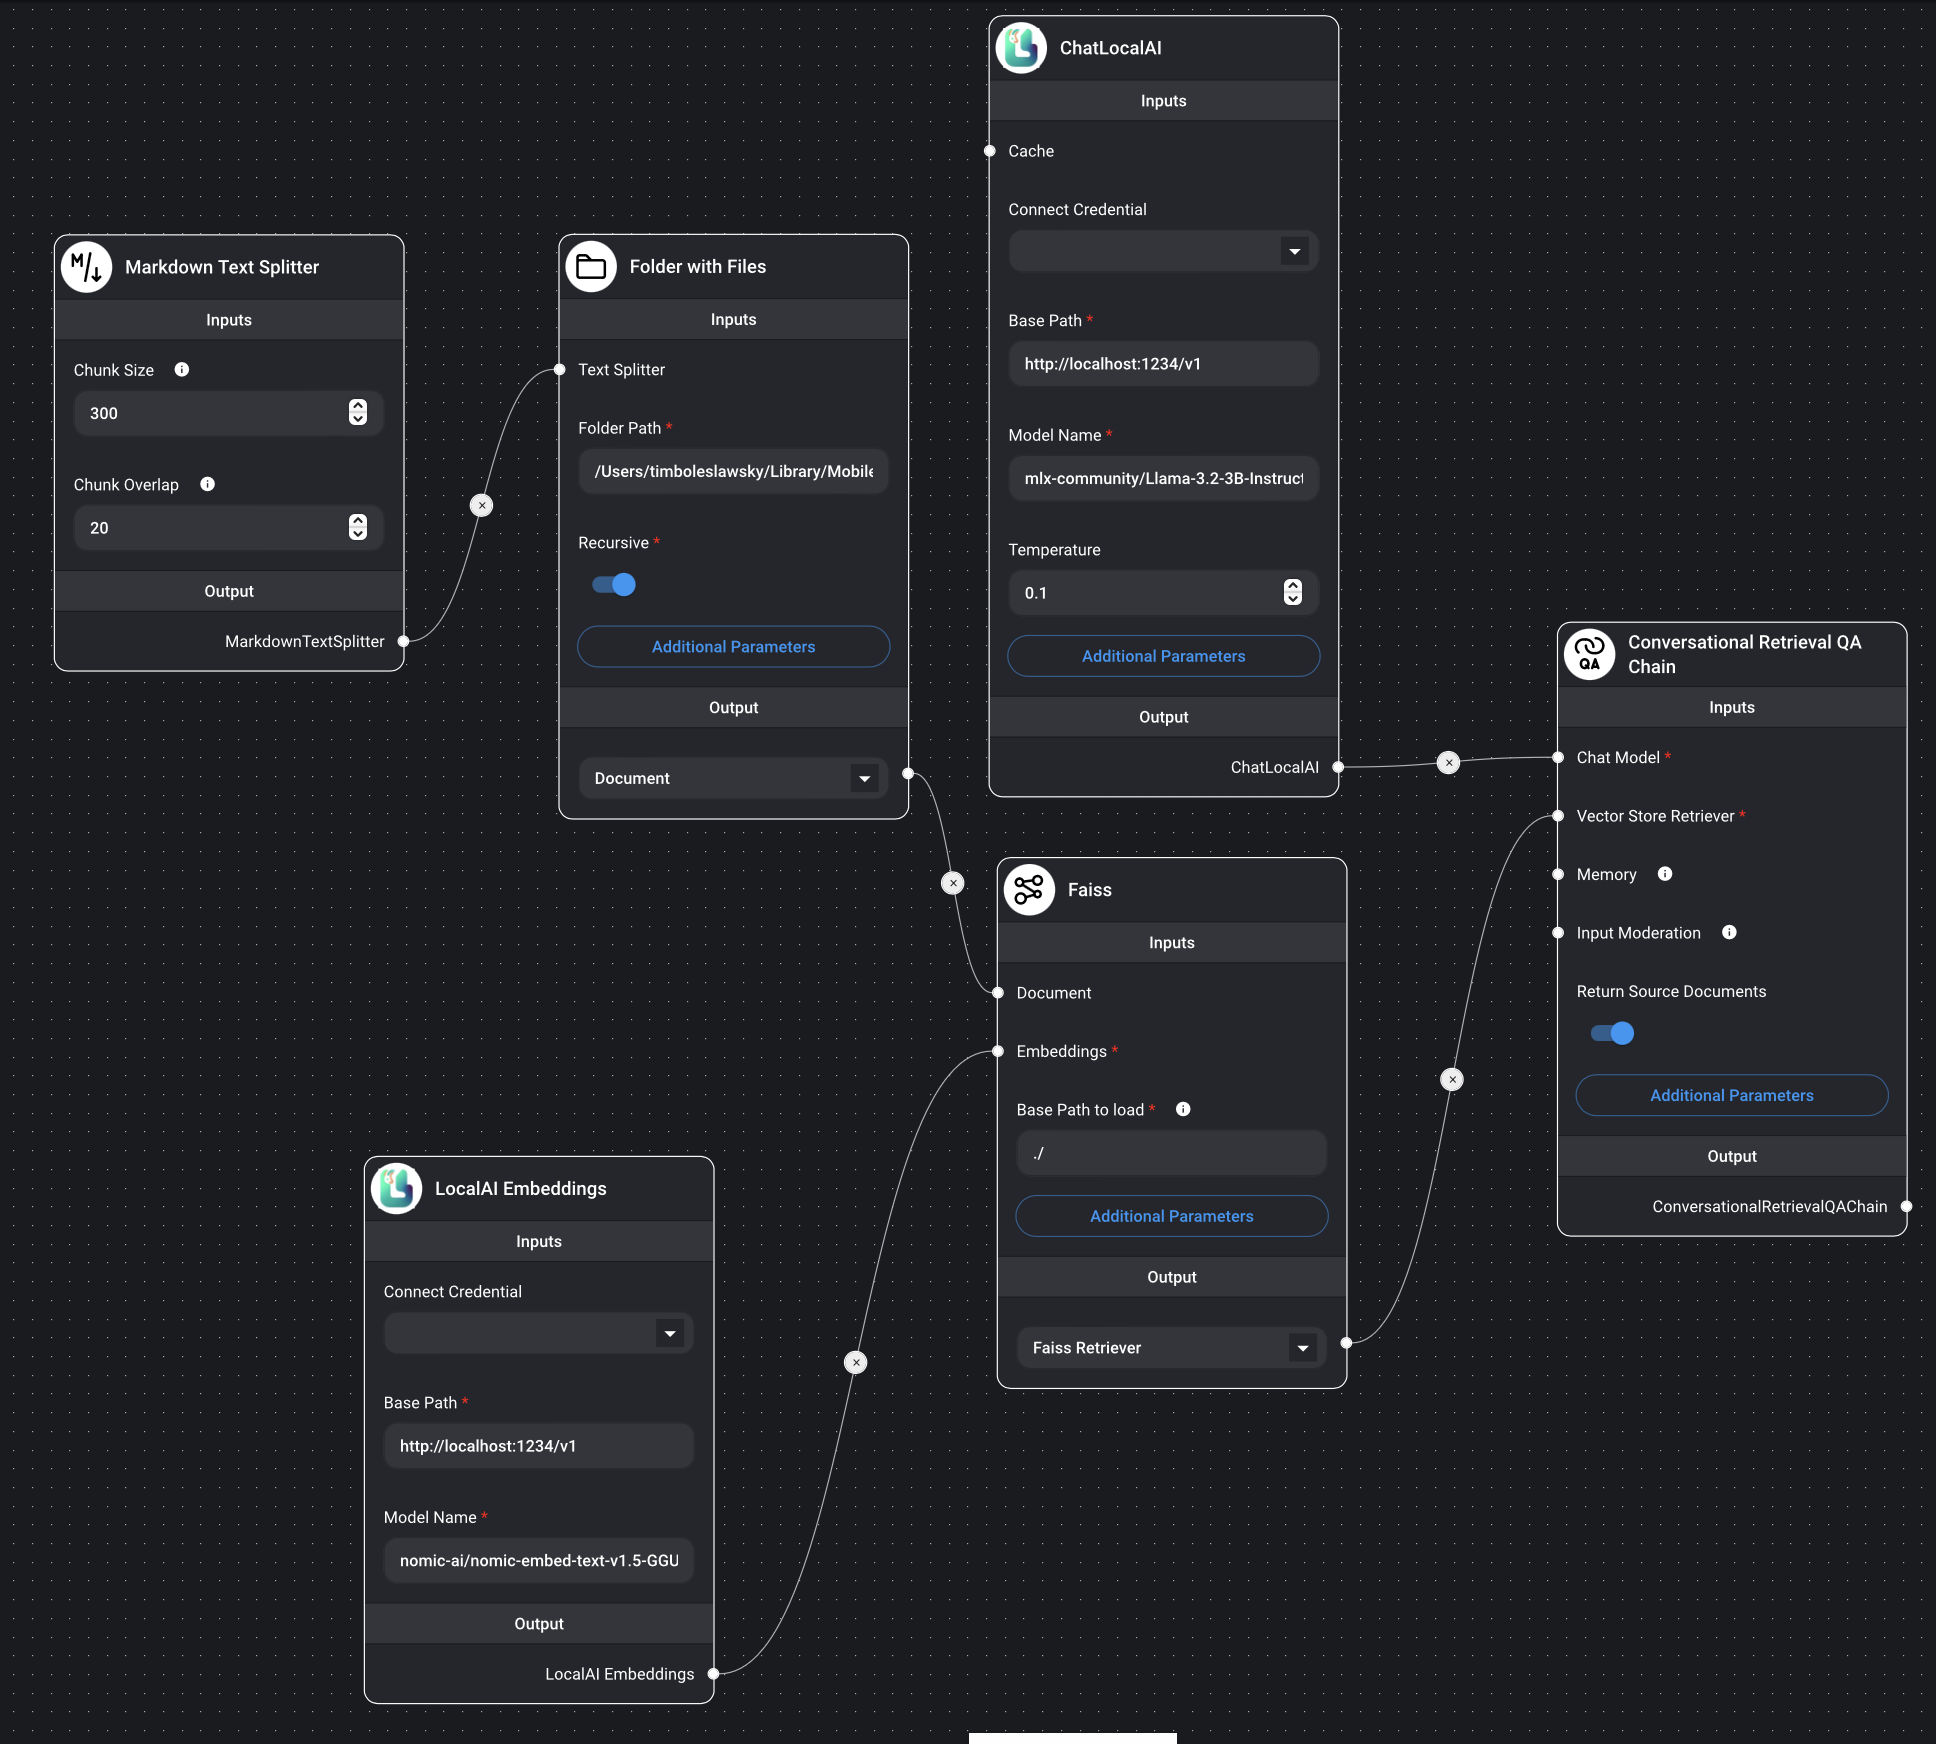 ChatLocalAI
Inputs
Cache
Connect Credential
Base Path *
http://localhost:1234/v1
Model Name *
mlx-community/Llama-3.2-3B-Instruct
Temperature
0.1
Additional Parameters
Output
ChatLocalAI
M/↓
Markdown Text Splitter
Inputs
Chunk Size
300
Chunk Overlap
20
Output
MarkdownTextSplitter
Folder with Files
Inputs
Text Splitter
Folder Path *
/Users/timboleslawsky/Library/Mobile
Recursive *
Additional Parameters
Output
Document
QA
Conversational Retrieval QA
Chain
Inputs
Chat Model *
Vector Store Retriever *
Memory
Input Moderation
Return Source Documents
Additional Parameters
Output
ConversationalRetrievalQAChain
Faiss
Inputs
Document
Embeddings *
Base Path to load *
./
Additional Parameters
Output
Faiss Retriever
LocalAI Embeddings
Inputs
Connect Credential
Base Path *
http://localhost:1234/v1
Model Name *
nomic-ai/nomic-embed-text-v1.5-GGU
Output
LocalAI Embeddings